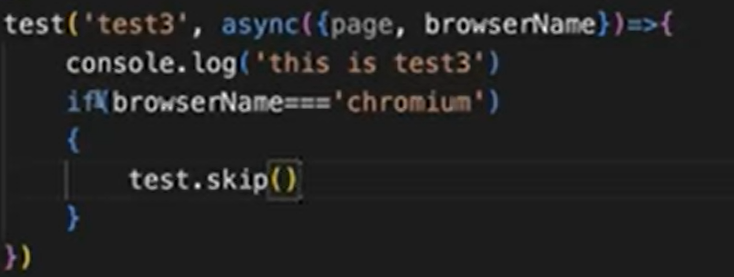 test('test3', async({page, browserName})=>{
console.log('this is test3')
if(browserName==='chromium')
{
test.skip()
}
})